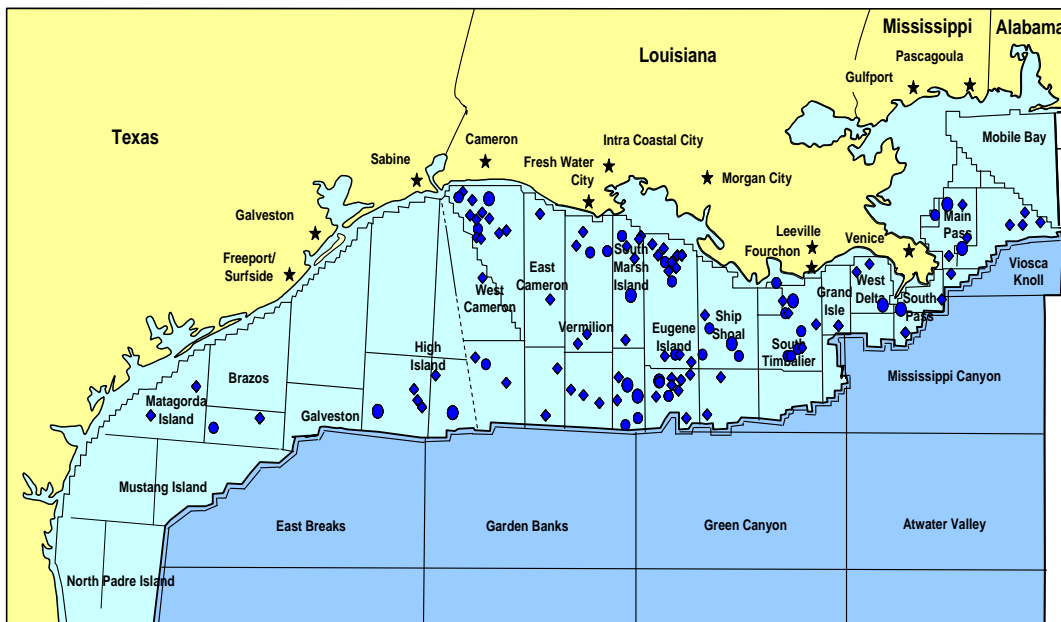 Mississippi
Alabama
Pascagoula
Louisiana
Gulfport
Texas
Mobile Bay
Cameron
Intra Coastal City
Sabine
Fresh Water
City
Morgan City
Galveston
Leeville
Fourchon
Venice
Main
Pass
Freeport/
Surfside
South
Marsh
Island
East
Cameron
West
Cameron
Viosca
Knoll
West
Delta
South
Pass
Grand
Isle
Ship
Shoal
Vermilion
Eugene
Island
South
Timbalier
High
Island
Mississippi Canyon
Brazos
Matagorda
Island
Galveston
Mustang Island
East Breaks
Garden Banks
Green Canyon
Atwater Valley
North Padre Island